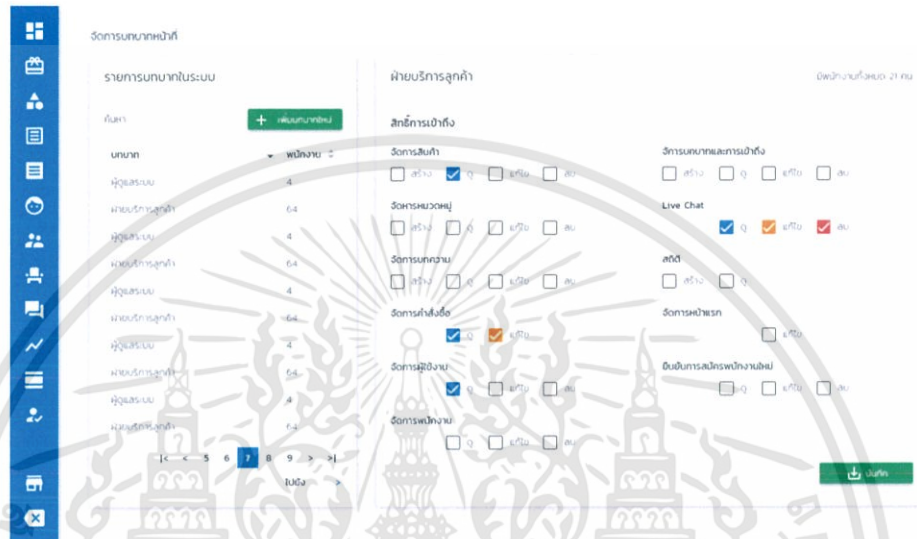 จัดการบทบาทหน้าที่
รายการบทบาทในระบบ
ค้นหา
+ เพิ่มบทบาทใหม่
บทบาท พนักงาน
ผู้ดูแลระบบ 4
ฝ่ายบริการลูกค้า 64
ผู้ดูแลระบบ 4
ฝ่ายบริการลูกค้า 64
ผู้ดูแลระบบ 4
ฝ่ายบริการลูกค้า 64
ผู้ดูแลระบบ 4
ฝ่ายบริการลูกค้า 64
ผู้ดูแลระบบ 4
ฝ่ายบริการลูกค้า 64
|< < 5 6 7 8 9 > >|
ไปยัง >
ฝ่ายบริการลูกค้า
มีพนักงานทั้งหมด 21 คน
สิทธิ์การเข้าถึง
จัดการสินค้า
สร้าง ดู แก้ไข ลบ
จัดหารหมวดหมู่
สร้าง ดู แก้ไข ลบ
จัดการบทความ
สร้าง ดู แก้ไข ลบ
จัดการคำสั่งซื้อ
ดู แก้ไข
จัดการผู้ใช้งาน
ดู แก้ไข ลบ
จัดการพนักงาน
ดู แก้ไข ลบ
จัการบทบาทและการเข้าถึง
สร้าง ดู แก้ไข ลบ
Live Chat
ดู แก้ไข ลบ
สถิติ
สร้าง ดู
จัดการหน้าแรก
แก้ไข
ยืนยันการสมัครพนักงานใหม่
ดู แก้ไข ลบ
บันทึก